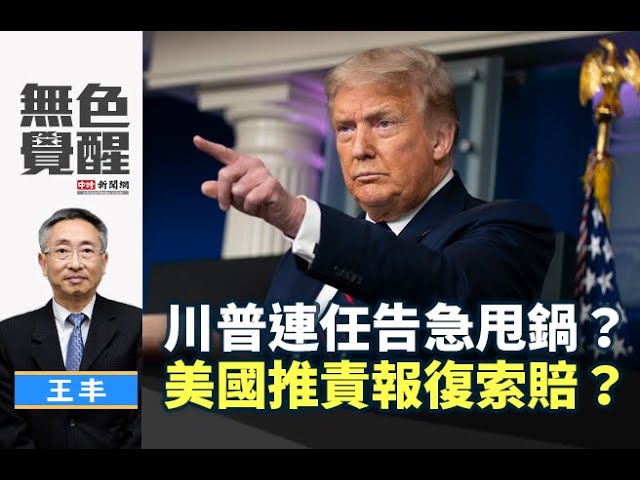 無色
覺醒
中時 新聞網
王丰
川普連任告急甩鍋？
美國推責報復索賠？